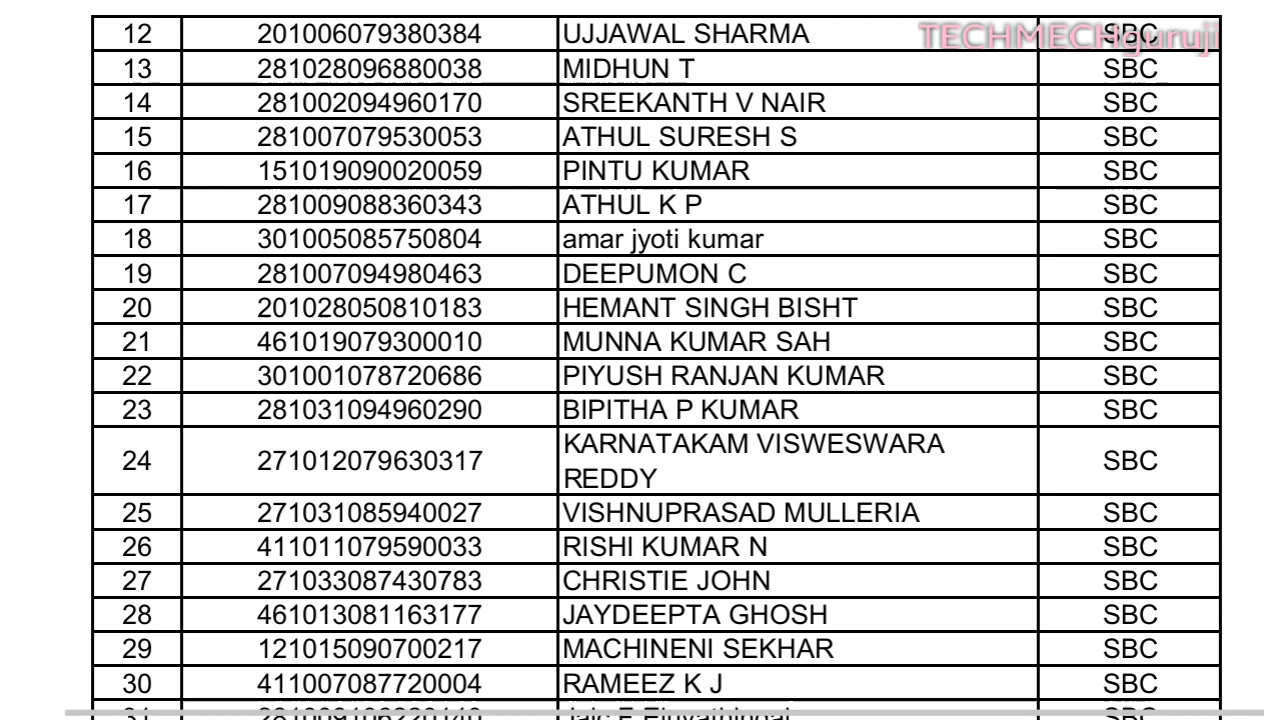 12 201006079380384 UJJAWAL SHARMA SBC
TECHMECHguruji
13 281028096880038 MIDHUN T SBC
14 281002094960170 SREEKANTH V NAIR SBC
15 281007079530053 ATHUL SURESH S SBC
16 151019090020059 PINTU KUMAR SBC
17 281009088360343 ATHUL K P SBC
18 301005085750804 amar jyoti kumar SBC
19 281007094980463 DEEPUMON C SBC
20 201028050810183 HEMANT SINGH BISHT SBC
21 461019079300010 MUNNA KUMAR SAH SBC
22 301001078720686 PIYUSH RANJAN KUMAR SBC
23 281031094960290 BIPITHA P KUMAR SBC
24 271012079630317 KARNATAKAM VISWESWARA
REDDY SBC
25 271031085940027 VISHNUPRASAD MULLERIA SBC
26 411011079590033 RISHI KUMAR N SBC
27 271033087430783 CHRISTIE JOHN SBC
28 461013081163177 JAYDEEPTA GHOSH SBC
29 121015090700217 MACHINENI SEKHAR SBC
30 411007087720004 RAMEEZ K J SBC
31